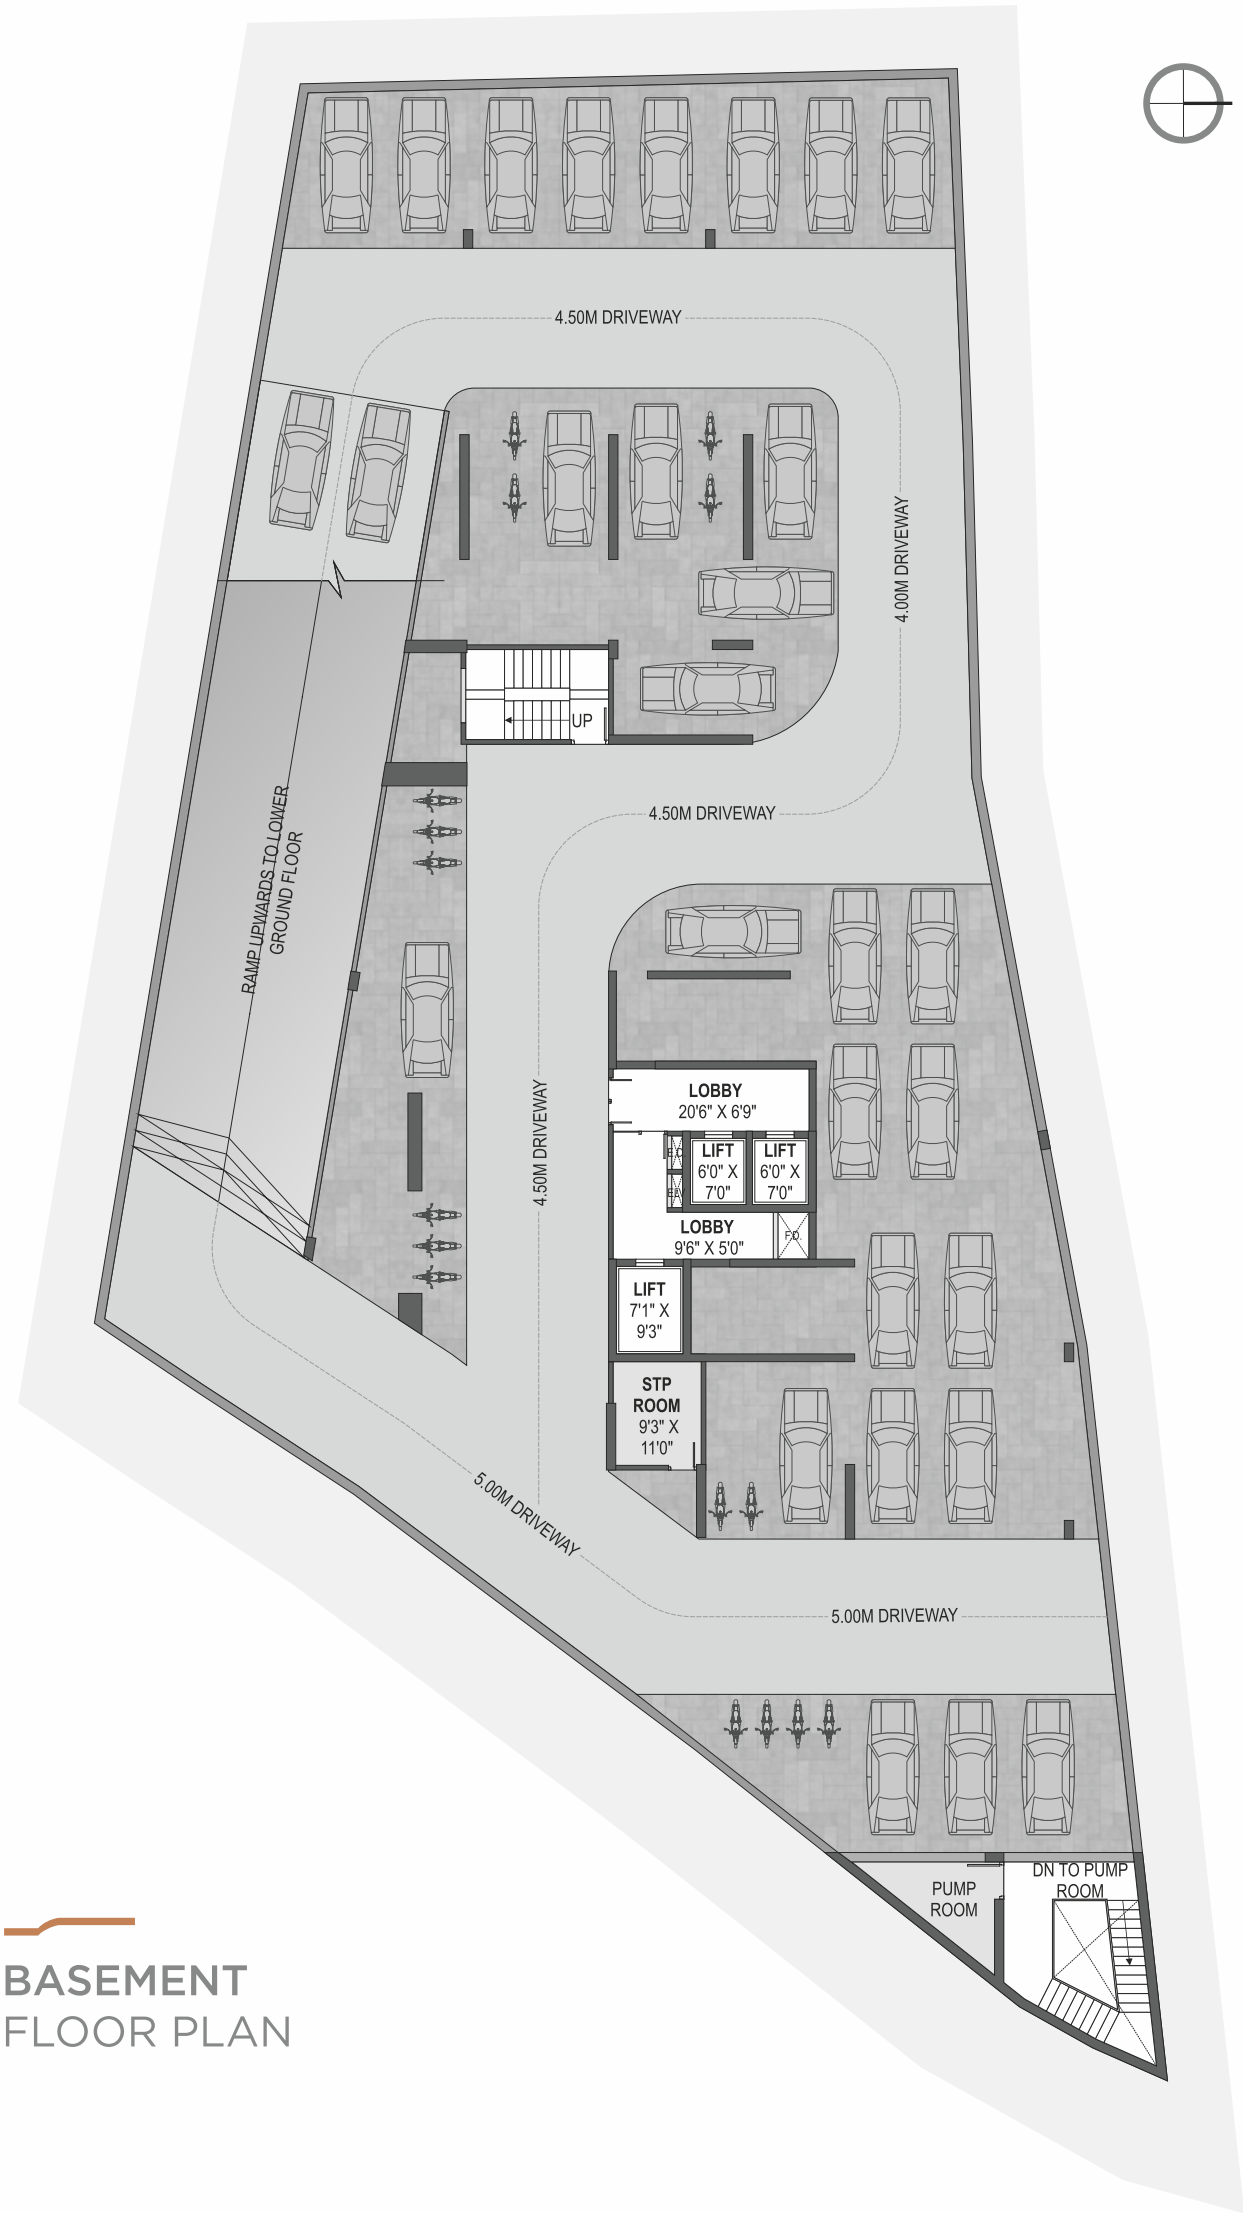 4.50M DRIVEWAY
4.00M DRIVEWAY
UP
4.50M DRIVEWAY
RAMP UPWARDS TO LOWER
GROUND FLOOR
LOBBY
20'6" X 6'9"
4.50M DRIVEWAY
LIFT
6'0" X
7'0"
LIFT
6'0" X
7'0"
LOBBY
9'6" X 5'0"
F.D.
LIFT
7'1" X
9'3"
STP
ROOM
9'3" X
11'0"
5.00M DRIVEWAY
5.00M DRIVEWAY
DN TO PUMP
ROOM
PUMP
ROOM
BASEMENT
FLOOR PLAN